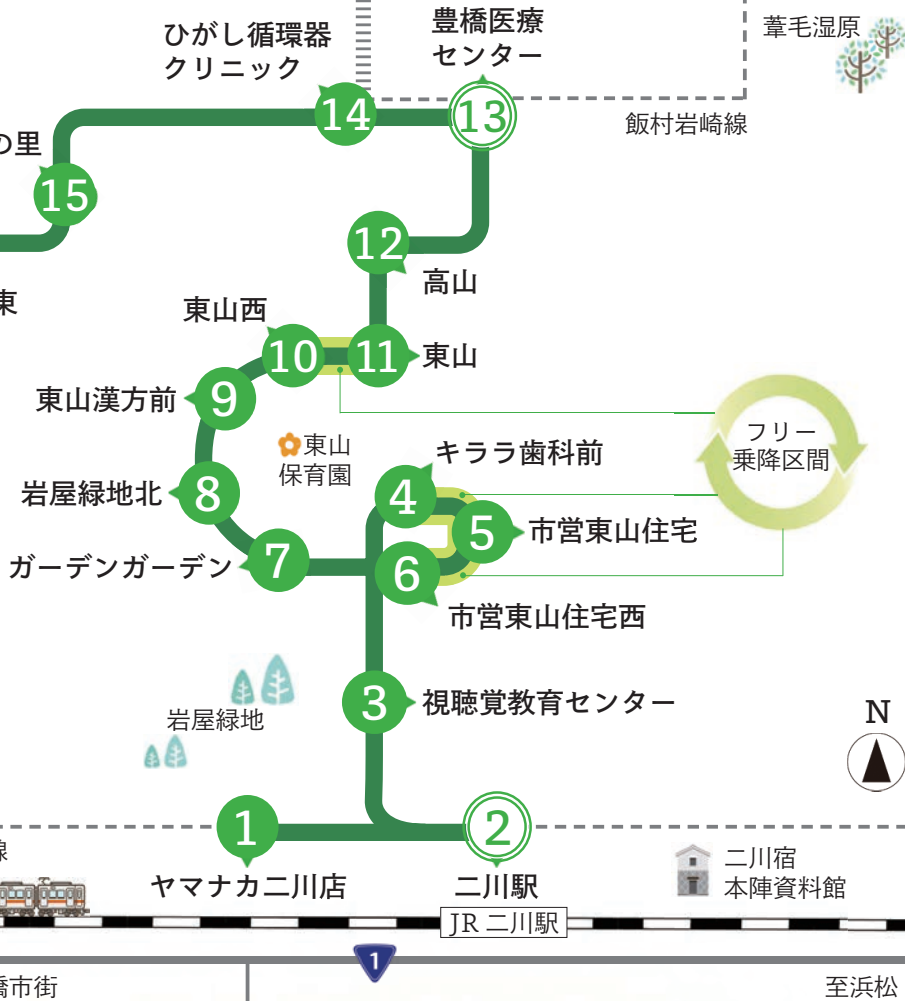 ひがし循環器
クリニック
豊橋医療
センター
葦毛湿原
14
13
飯村岩崎線
の里
15
12
高山
東
東山西
10
11
東山
9
東山漢方前
フリー
乗降区間
東山
保育園
キララ歯科前
4
8
岩屋緑地北
5
市営東山住宅
7
ガーデンガーデン
6
市営東山住宅西
3
視聴覚教育センター
岩屋緑地
N
1
2
線
ヤマナカ二川店
二川駅
二川宿
本陣資料館
JR 二川駅
1
橋市街
至浜松